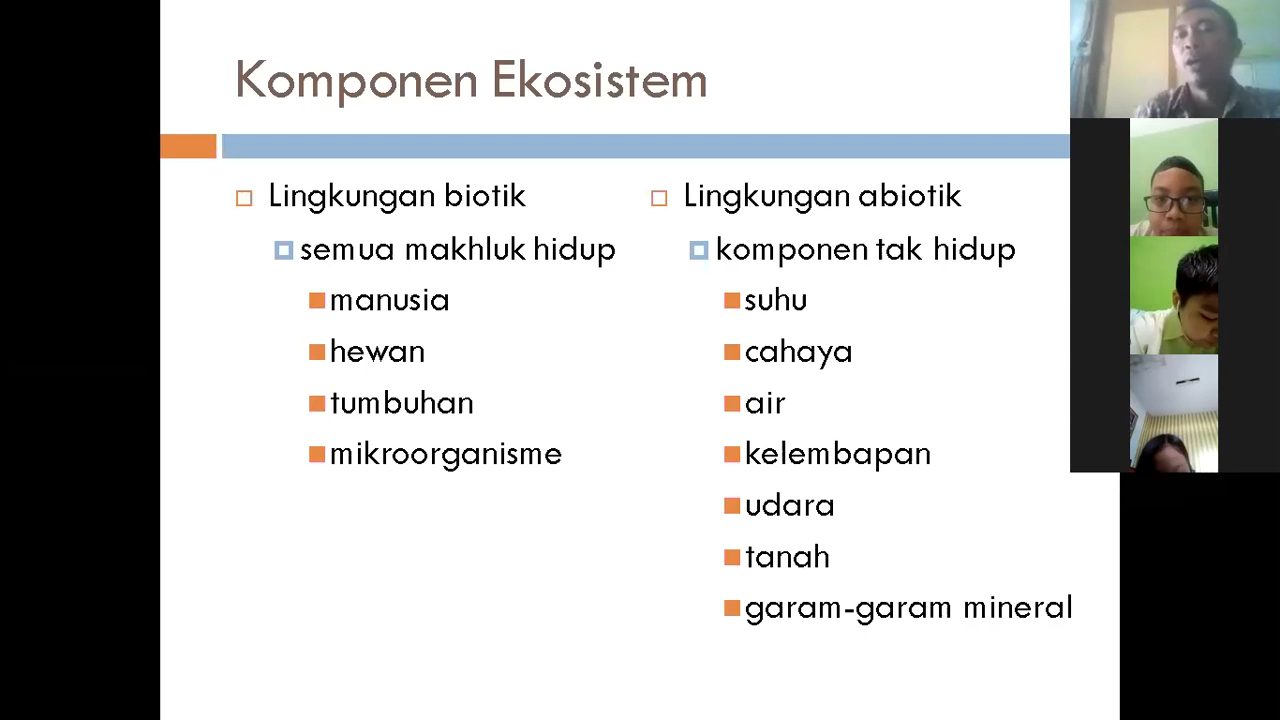 Komponen Ekosistem
Lingkungan biotik
semua makhluk hidup
manusia
hewan
tumbuhan
mikroorganisme
Lingkungan abiotik
komponen tak hidup
suhu
cahaya
air
kelembapan
udara
tanah
garam-garam mineral